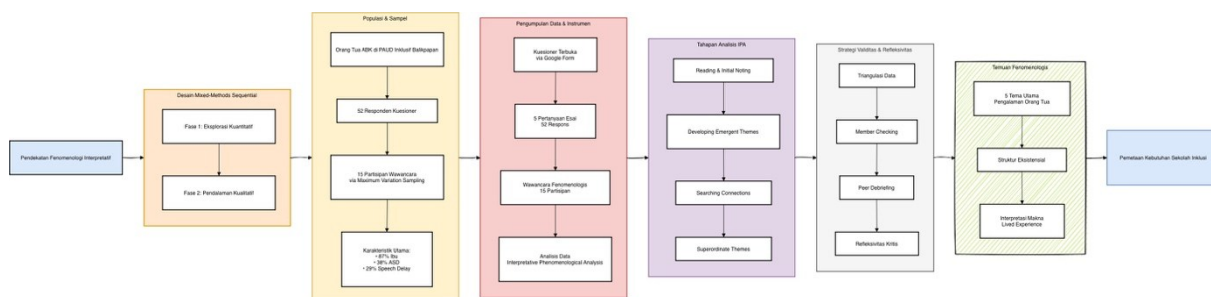 Pendekatan Fenomenologi Interpretatif
Desain Mixed-Methods Sequential
Fase 1: Eksplorasi Kuantitatif
Fase 2: Pendalaman Kualitatif
Populasi & Sampel
Orang Tua ABK di PAUD Inklusif Balikpapan
52 Responden Kuesioner
15 Partisipan Wawancara
via Maximum Variation Sampling
Karakteristik Utama:
• 87% Ibu
• 38% ASD
• 29% Speech Delay
Pengumpulan Data & Instrumen
Kuesioner Terbuka
via Google Form
5 Pertanyaan Esai
52 Respons
Wawancara Fenomenologis
15 Partisipan
Analisis Data
Interpretative Phenomenological Analysis
Tahapan Analisis IPA
Reading & Initial Noting
Developing Emergent Themes
Searching Connections
Superordinate Themes
Strategi Validitas & Refleksivitas
Triangulasi Data
Member Checking
Peer Debriefing
Refleksivitas Kritis
Temuan Fenomenologis
5 Tema Utama
Pengalaman Orang Tua
Struktur Eksistensial
Interpretasi Makna
Lived Experience
Pemetaan Kebutuhan Sekolah Inklusi